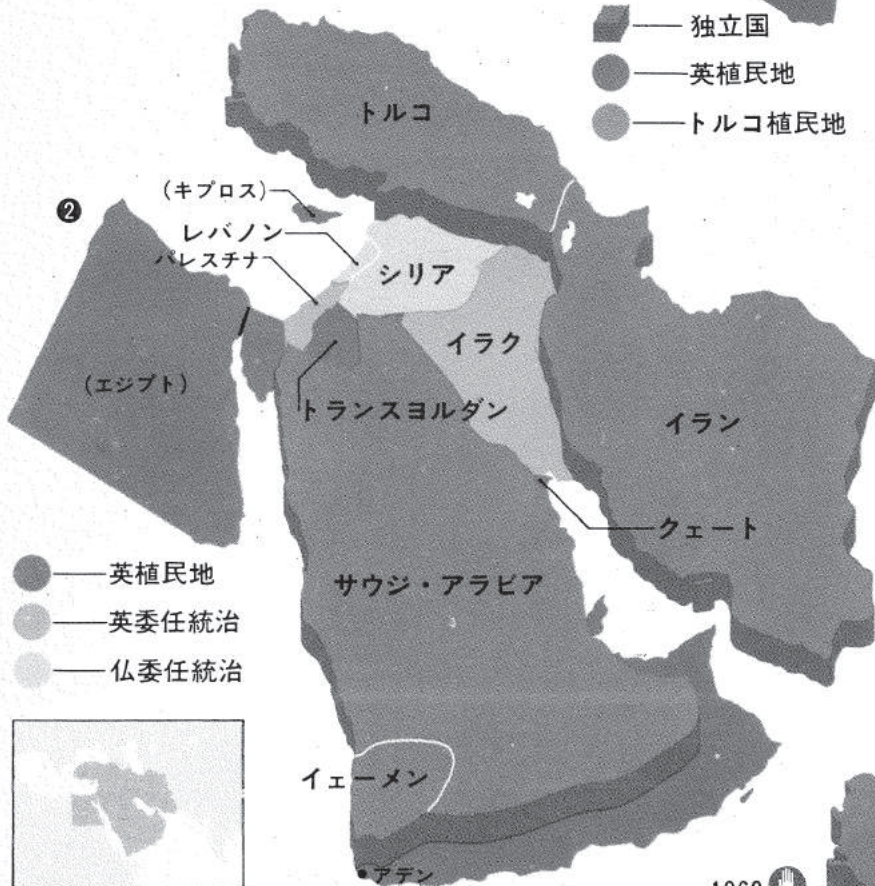 独立国
英植民地
トルコ植民地
トルコ
(キプロス)
❷
レバノン
パレスチナ
シリア
イラク
(エジプト)
トランスヨルダン
イラン
クェート
英植民地
サウジ・アラビア
英委任統治
仏委任統治
イェーメン
アデン